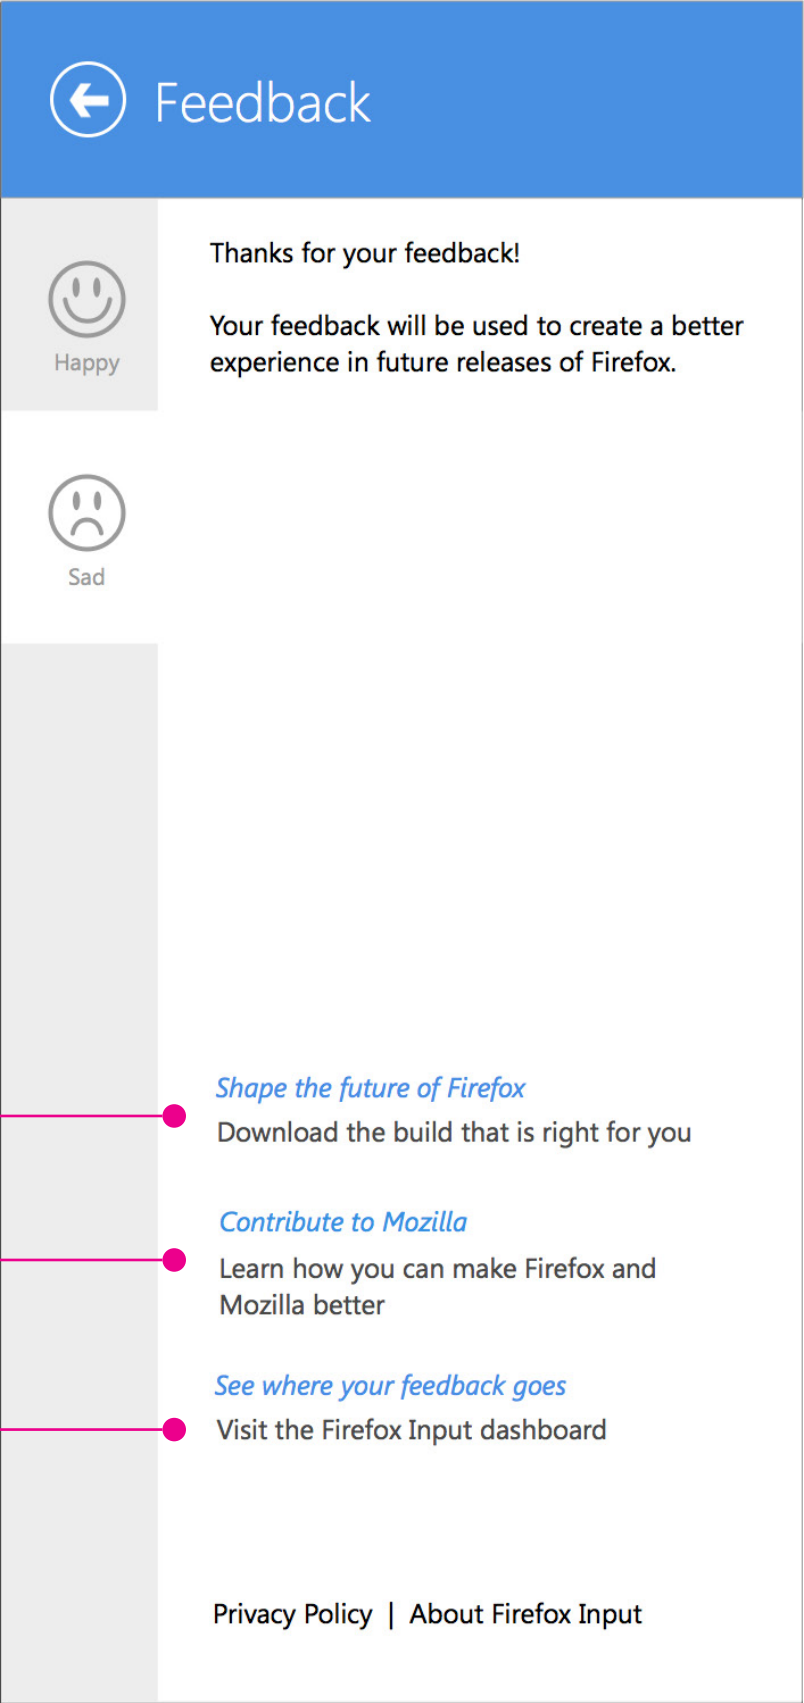 Feedback
Happy
Sad
Thanks for your feedback!
Your feedback will be used to create a better
experience in future releases of Firefox.
Shape the future of Firefox
Download the build that is right for you
Contribute to Mozilla
Learn how you can make Firefox and
Mozilla better
See where your feedback goes
Visit the Firefox Input dashboard
Privacy Policy | About Firefox Input